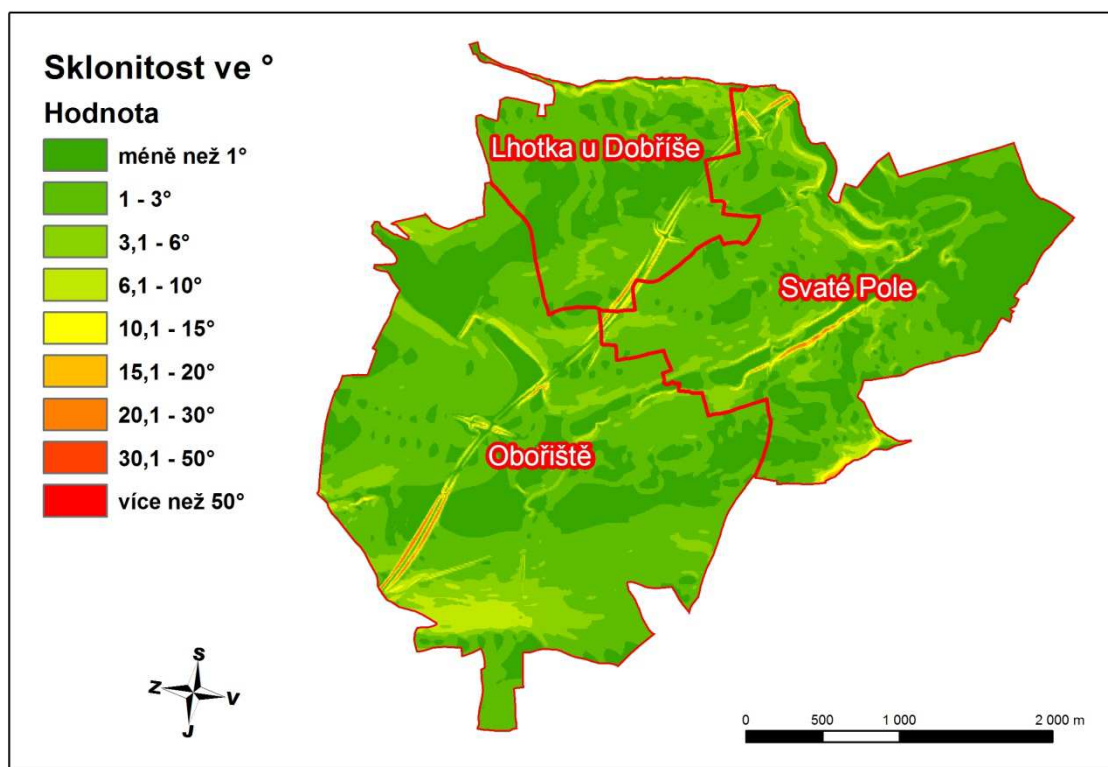 Sklonitost ve °
Hodnota
méně než 1°
1 - 3°
3,1 - 6°
6,1 - 10°
10,1 - 15°
15,1 - 20°
20,1 - 30°
30,1 - 50°
více než 50°
Lhotka u Dobříše
Svaté Pole
Obořiště
S
Z V
J
0 500 1 000 2 000 m